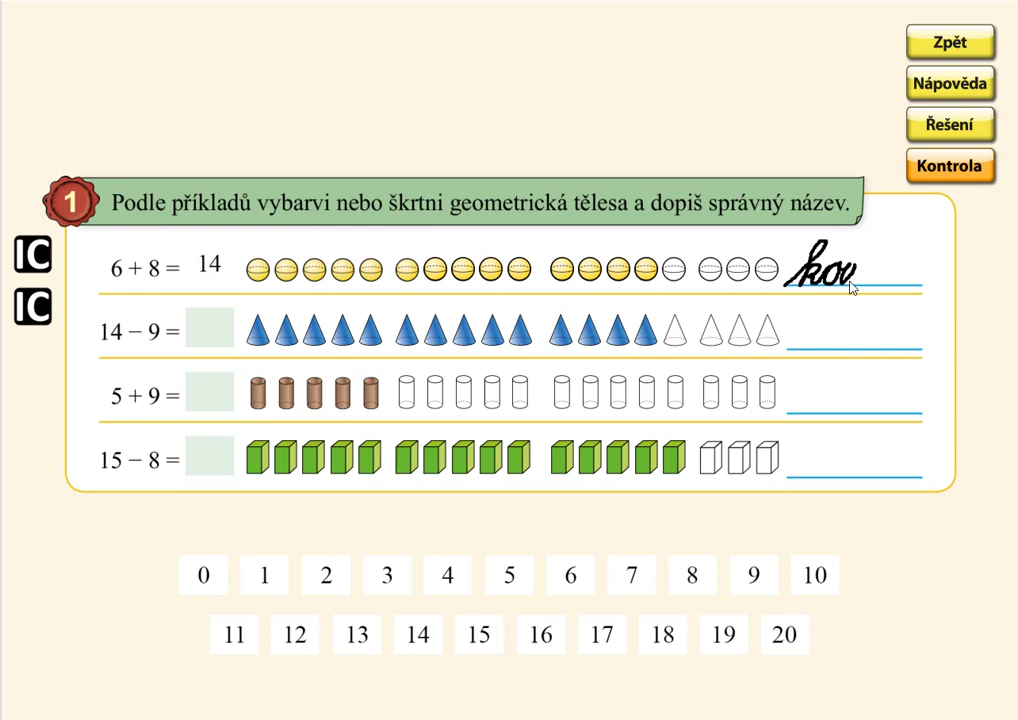 Zpět
Nápověda
Řešení
Kontrola
1 Podle příkladů vybarvi nebo škrtni geometrická tělesa a dopiš správný název.
IC
6 + 8 = 14 kov
IC
14 − 9 =
5 + 9 =
15 − 8 =
0 1 2 3 4 5 6 7 8 9 10
11 12 13 14 15 16 17 18 19 20